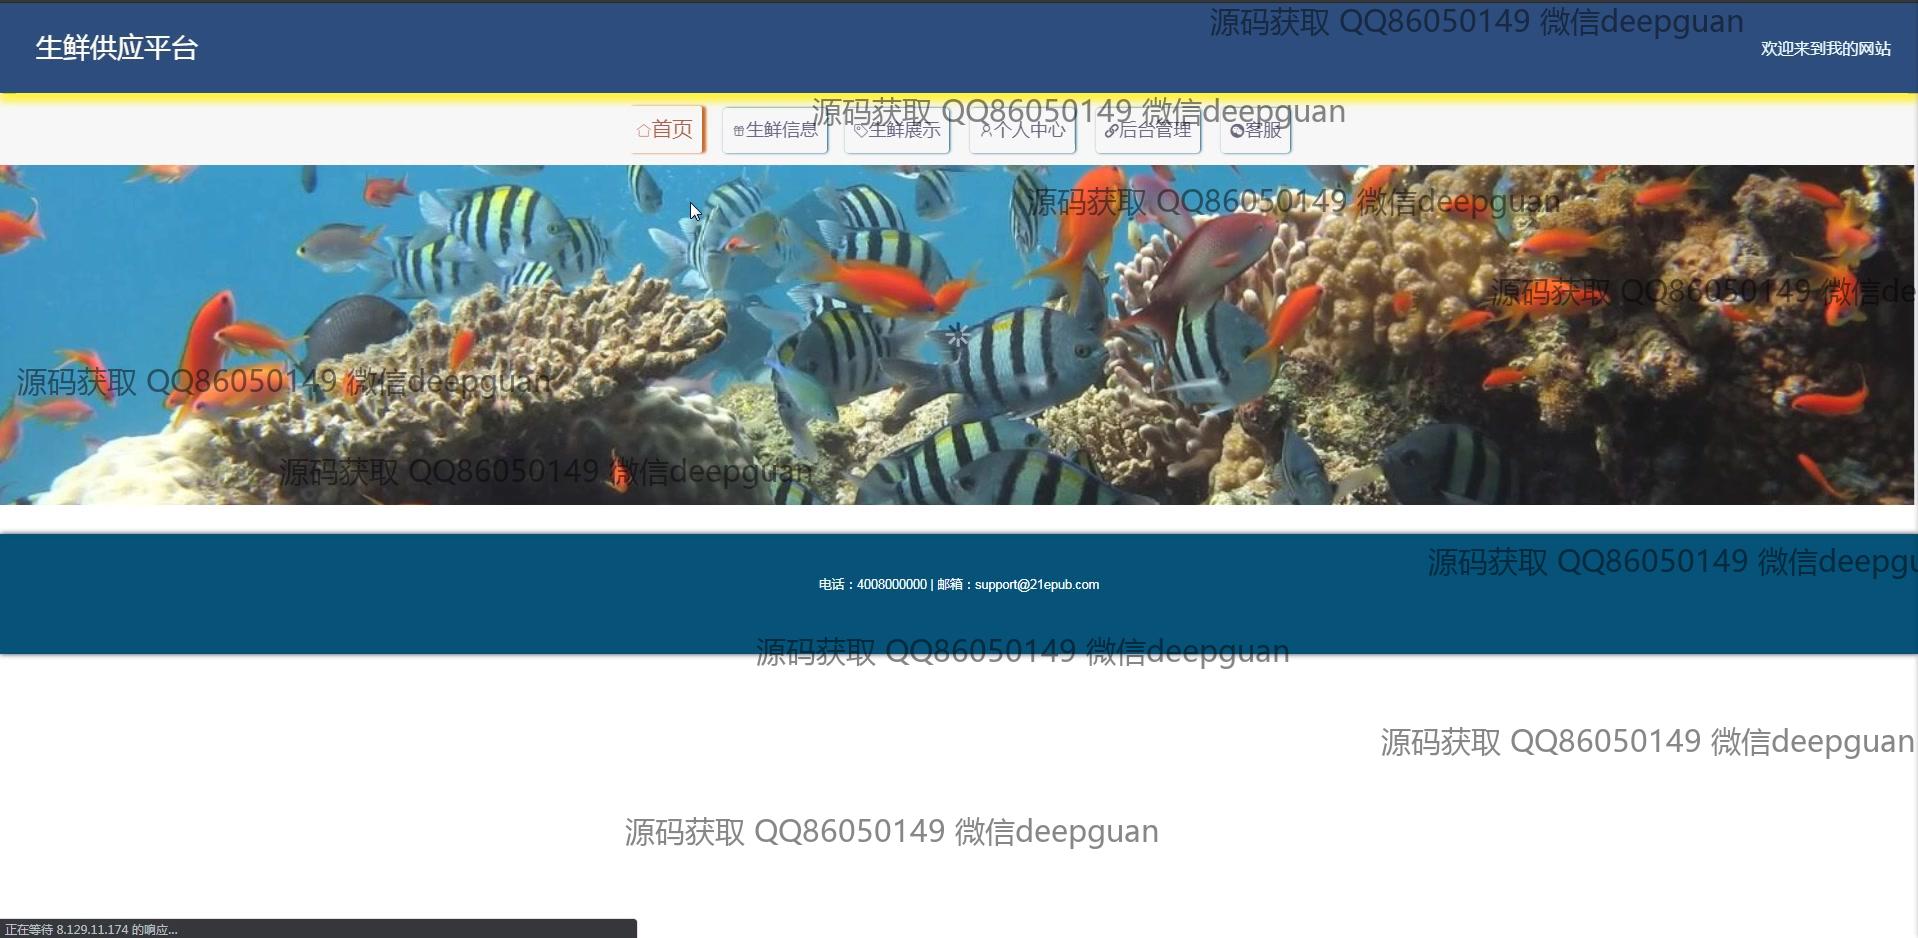 源码获取 QQ86050149 微信deepguan
生鲜供应平台
欢迎来到我的网站
源码获取 QQ86050149 微信deepguan
首页 生鲜信息 生鲜展示 个人中心 后台管理 客服
源码获取 QQ86050149 微信deepguan
源码获取 QQ86050149 微信de
源码获取 QQ86050149 微信deepguan
源码获取 QQ86050149 微信deepguan
源码获取 QQ86050149 微信deepgu
电话：4008000000 | 邮箱：support@21epub.com
源码获取 QQ86050149 微信deepguan
源码获取 QQ86050149 微信deepguan
源码获取 QQ86050149 微信deepguan
正在等待 8.129.11.174 的响应...